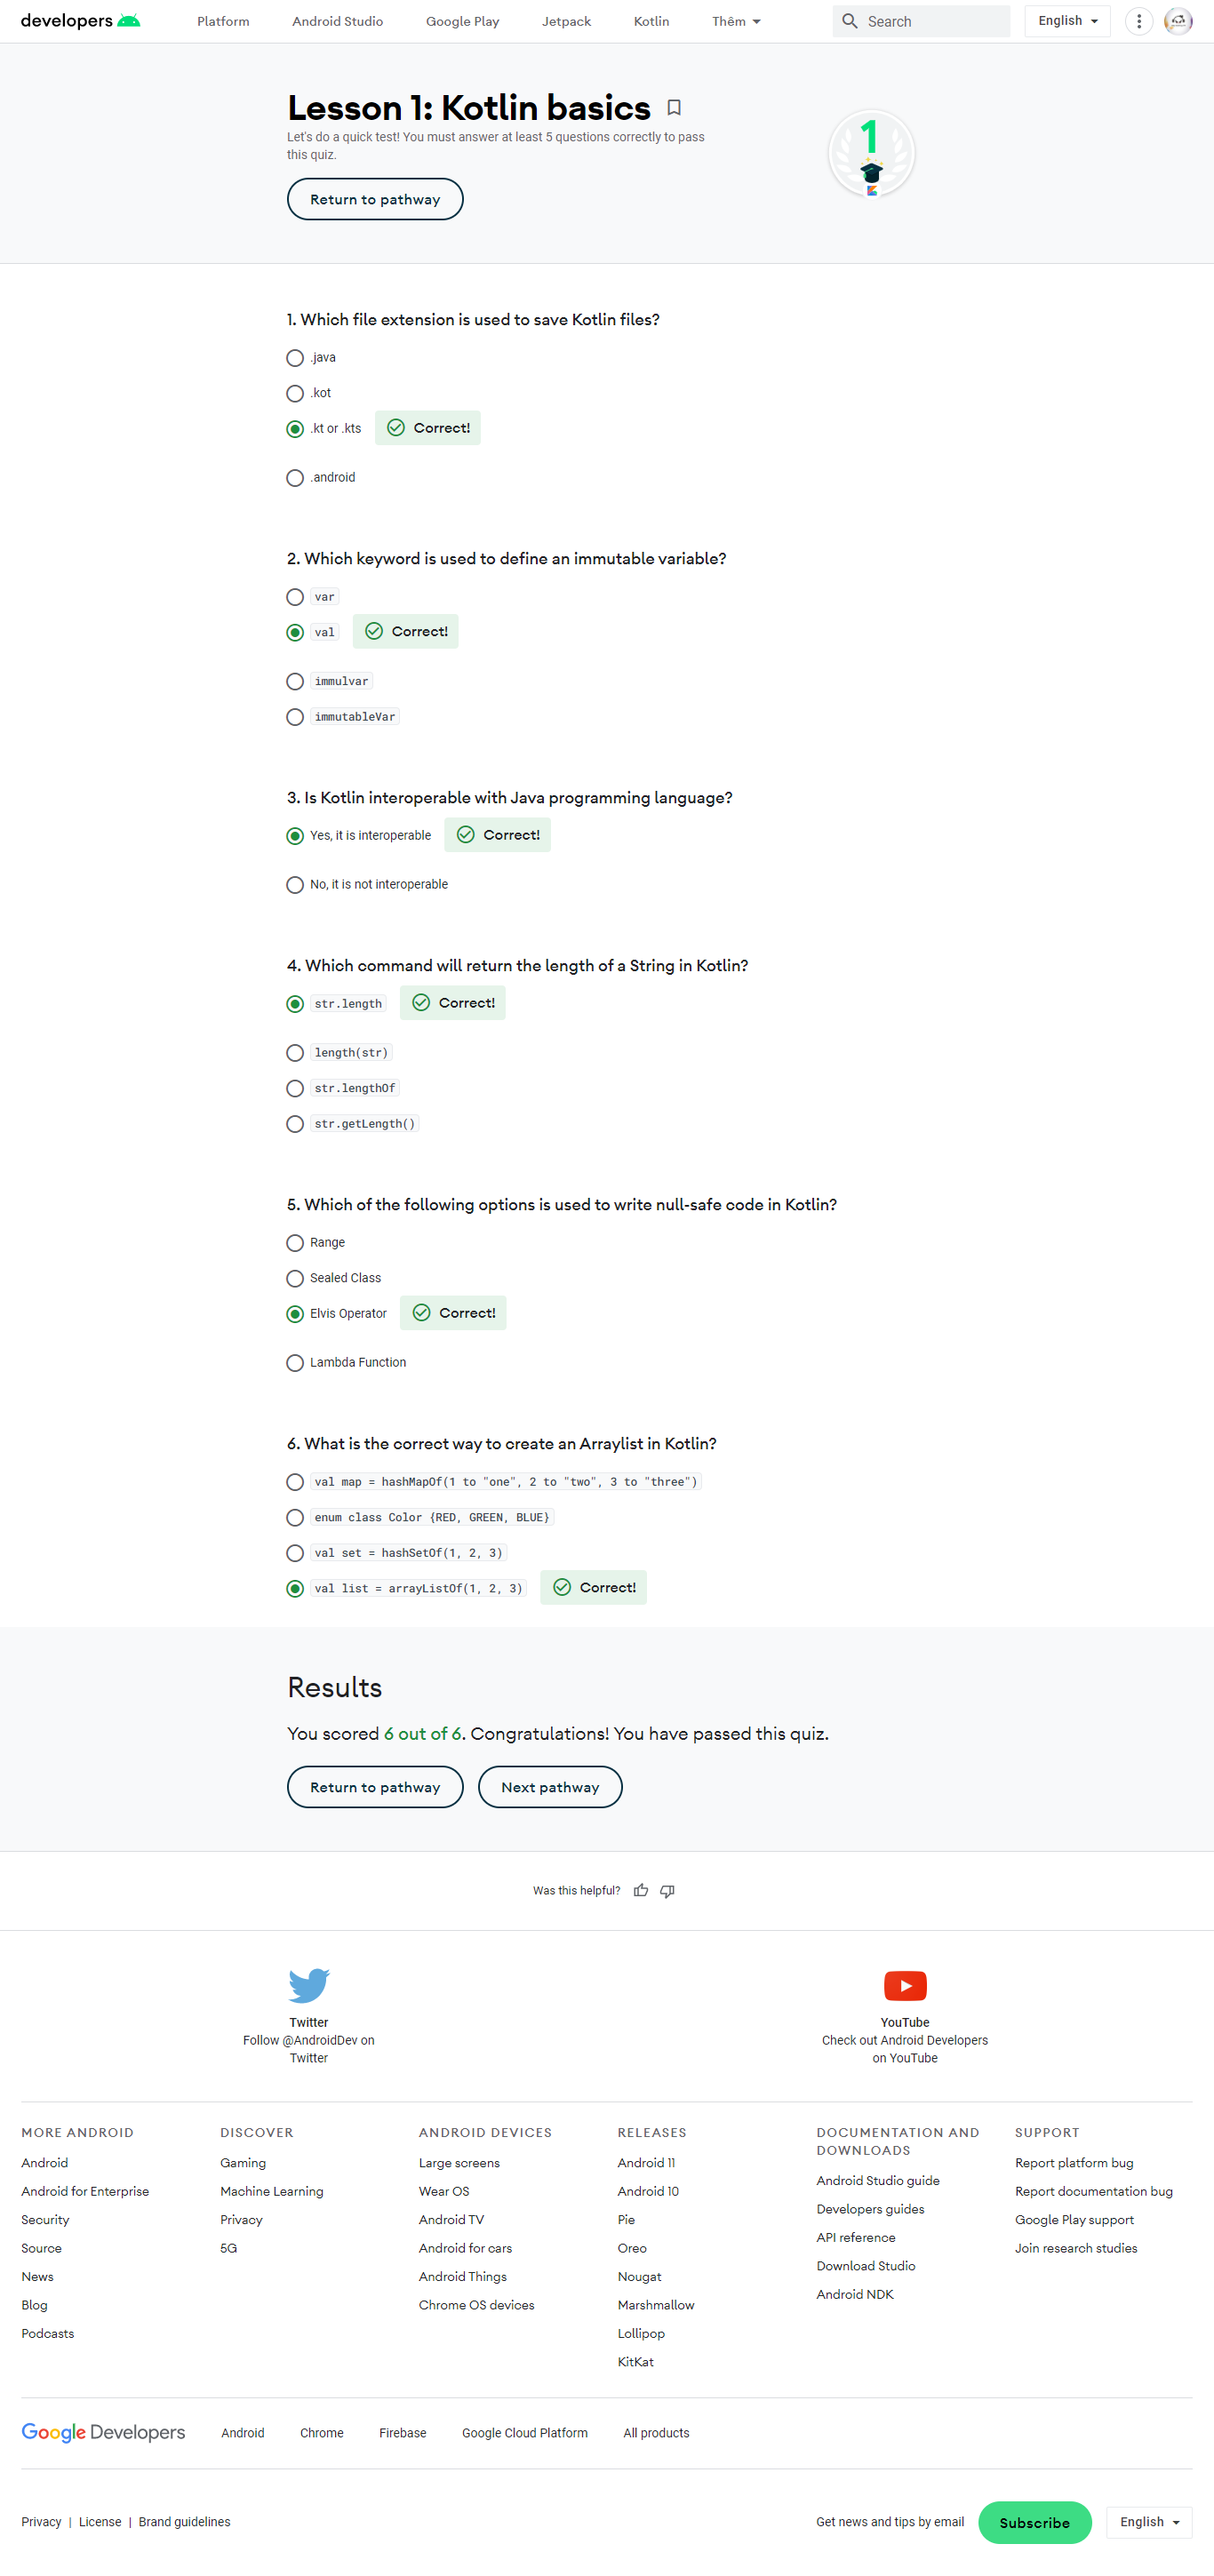 developers
Platform
Android Studio
Google Play
Jetpack
Kotlin
Thêm
Search
English
Lesson 1: Kotlin basics
Let's do a quick test! You must answer at least 5 questions correctly to pass
this quiz.
1
Return to pathway
1. Which file extension is used to save Kotlin files?
.java
.kot
.kt or .kts
Correct!
.android
2. Which keyword is used to define an immutable variable?
var
val
Correct!
immulvar
immutableVar
3. Is Kotlin interoperable with Java programming language?
Yes, it is interoperable
Correct!
No, it is not interoperable
4. Which command will return the length of a String in Kotlin?
str.length
Correct!
length(str)
str.lengthOf
str.getLength()
5. Which of the following options is used to write null-safe code in Kotlin?
Range
Sealed Class
Elvis Operator
Correct!
Lambda Function
6. What is the correct way to create an Arraylist in Kotlin?
val map = hashMapOf(1 to "one", 2 to "two", 3 to "three")
enum class Color {RED, GREEN, BLUE}
val set = hashSetOf(1, 2, 3)
val list = arrayListOf(1, 2, 3)
Correct!
Results
You scored 6 out of 6. Congratulations! You have passed this quiz.
Return to pathway
Next pathway
Was this helpful?
Twitter
Follow @AndroidDev on
Twitter
YouTube
Check out Android Developers
on YouTube
MORE ANDROID
Android
Android for Enterprise
Security
Source
News
Blog
Podcasts
DISCOVER
Gaming
Machine Learning
Privacy
5G
ANDROID DEVICES
Large screens
Wear OS
Android TV
Android for cars
Android Things
Chrome OS devices
RELEASES
Android 11
Android 10
Pie
Oreo
Nougat
Marshmallow
Lollipop
KitKat
DOCUMENTATION AND
DOWNLOADS
Android Studio guide
Developers guides
API reference
Download Studio
Android NDK
SUPPORT
Report platform bug
Report documentation bug
Google Play support
Join research studies
Google Developers
Android
Chrome
Firebase
Google Cloud Platform
All products
Privacy | License | Brand guidelines
Get news and tips by email
Subscribe
English